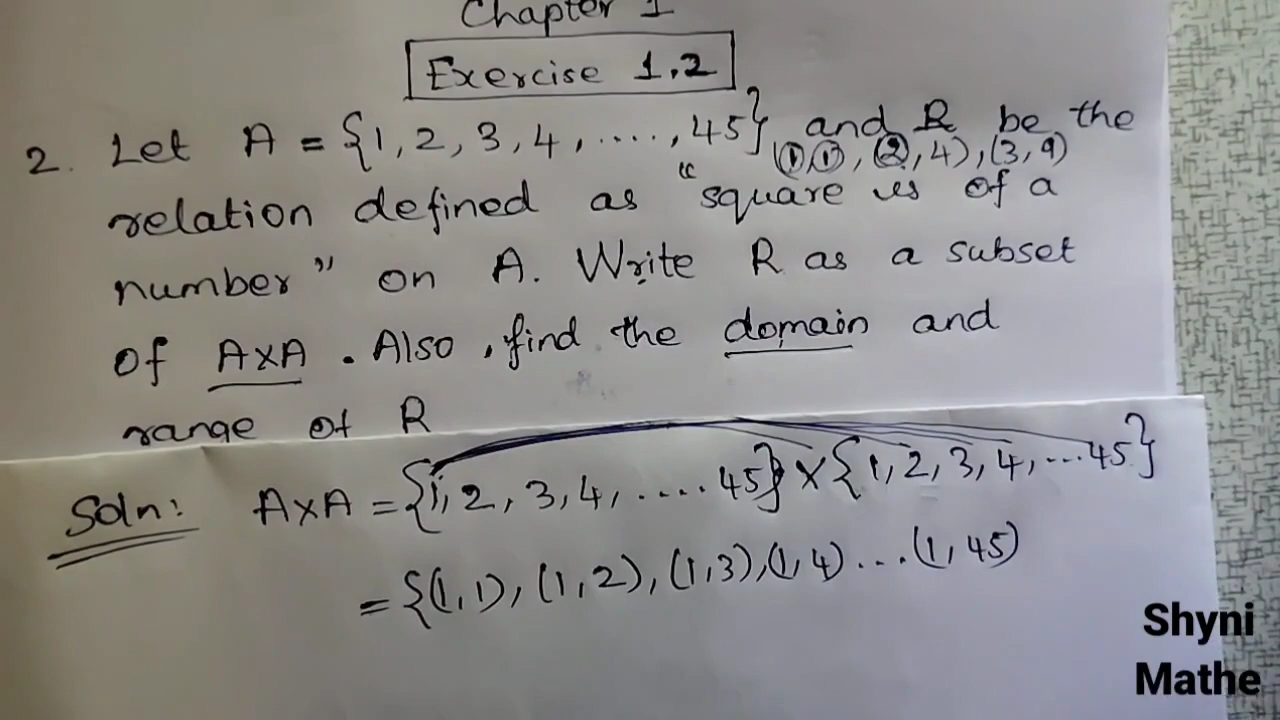 Chapter 1
Exercise 1.2
2. Let A = {1, 2, 3, 4, ....., 45} and R be the
(1,1), (2,4), (3,9)
relation defined as "square is of a
number" on A. Write R as a subset
of A×A. Also, find the domain and
range of R
Soln: A×A = {1, 2, 3, 4, ..... 45} × {1, 2, 3, 4, ... 45}
= {(1,1), (1,2), (1,3), (1,4) ... (1,45)
Shyni
Mathe